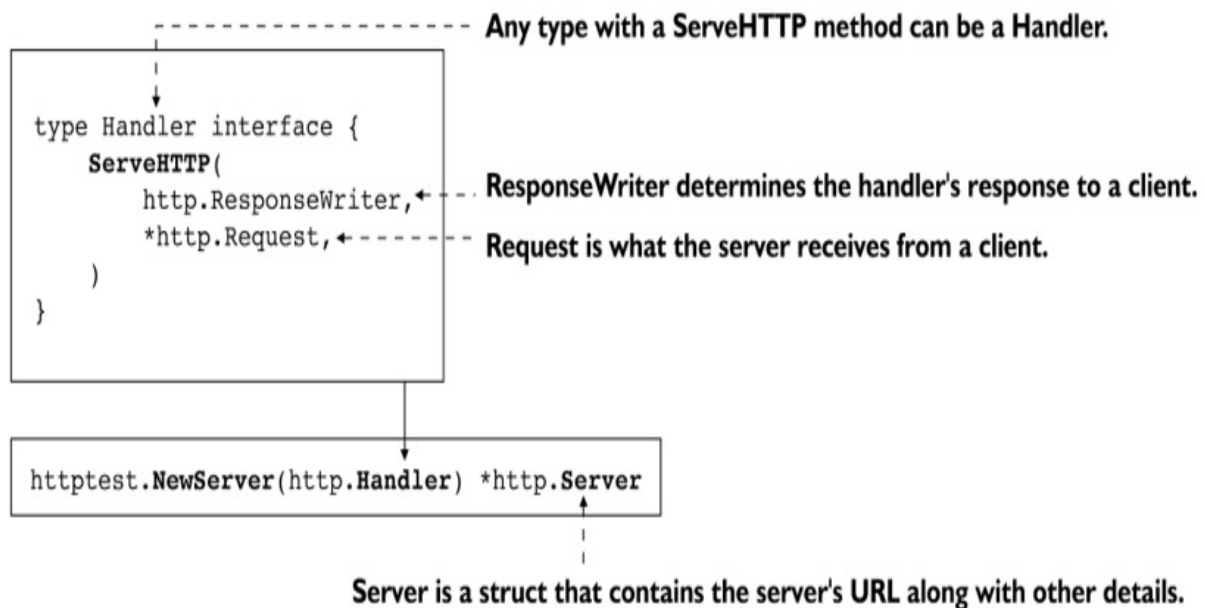 Any type with a ServeHTTP method can be a Handler.
type Handler interface {
    ServeHTTP(
        http.ResponseWriter,
ResponseWriter determines the handler's response to a client.
        *http.Request,
Request is what the server receives from a client.
    )
}
httptest.NewServer(http.Handler) *http.Server
Server is a struct that contains the server's URL along with other details.